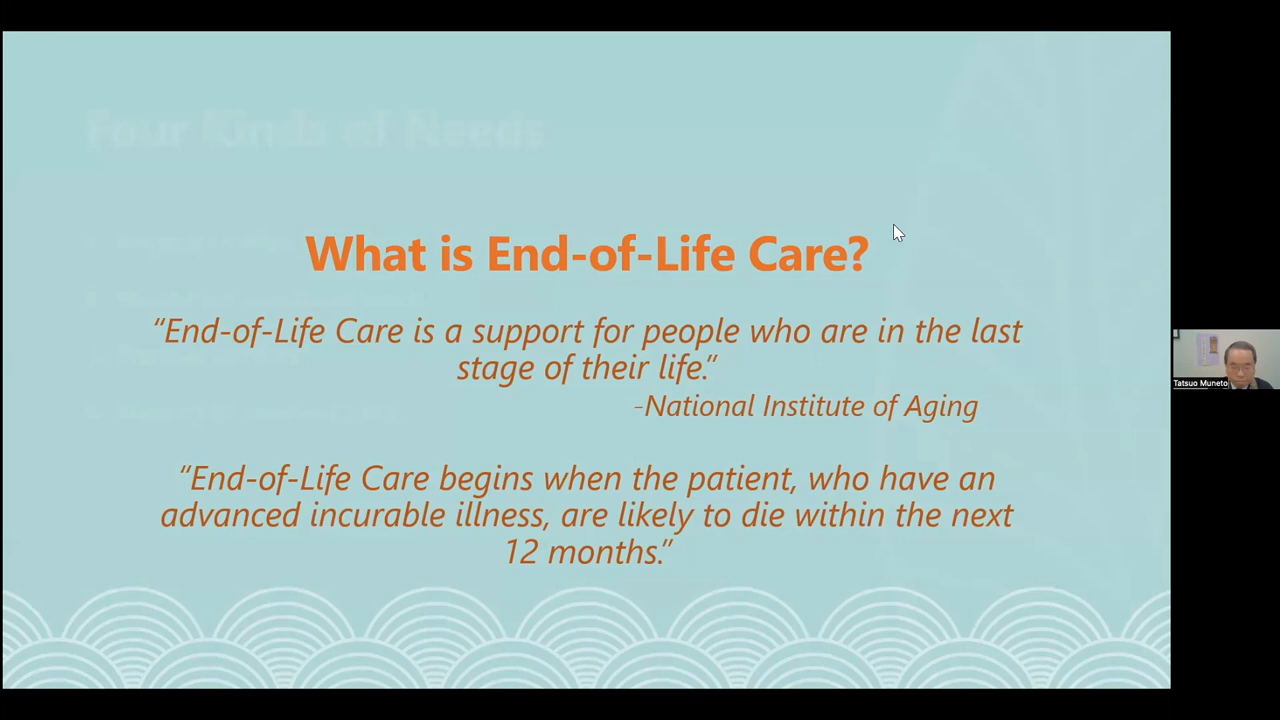 Four Kinds of Needs
What is End-of-Life Care?
“End-of-Life Care is a support for people who are in the last
stage of their life.”
-National Institute of Aging
“End-of-Life Care begins when the patient, who have an
advanced incurable illness, are likely to die within the next
12 months.”
Tatsuo Muneto